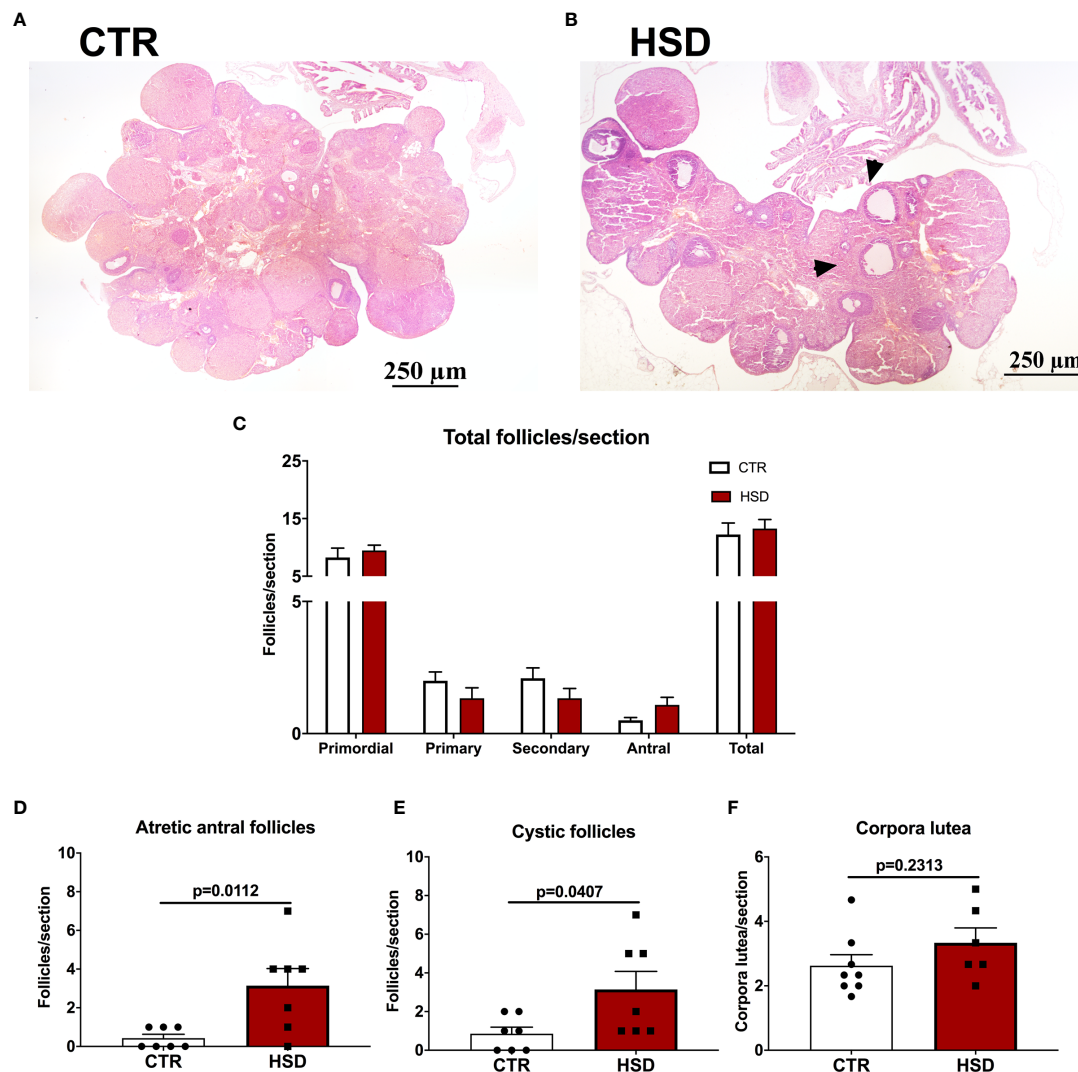 A
CTR
250 µm
B
HSD
250 µm
C
Total follicles/section
Follicles/section
25
15
5
5
0
CTR
HSD
Primordial Primary Secondary Antral Total
D
Atretic antral follicles
Follicles/section
10
8
6
4
2
0
p=0.0112
CTR HSD
E
Cystic follicles
Follicles/section
10
8
6
4
2
0
p=0.0407
CTR HSD
F
Corpora lutea
Corpora lutea/section
6
4
2
0
p=0.2313
CTR HSD